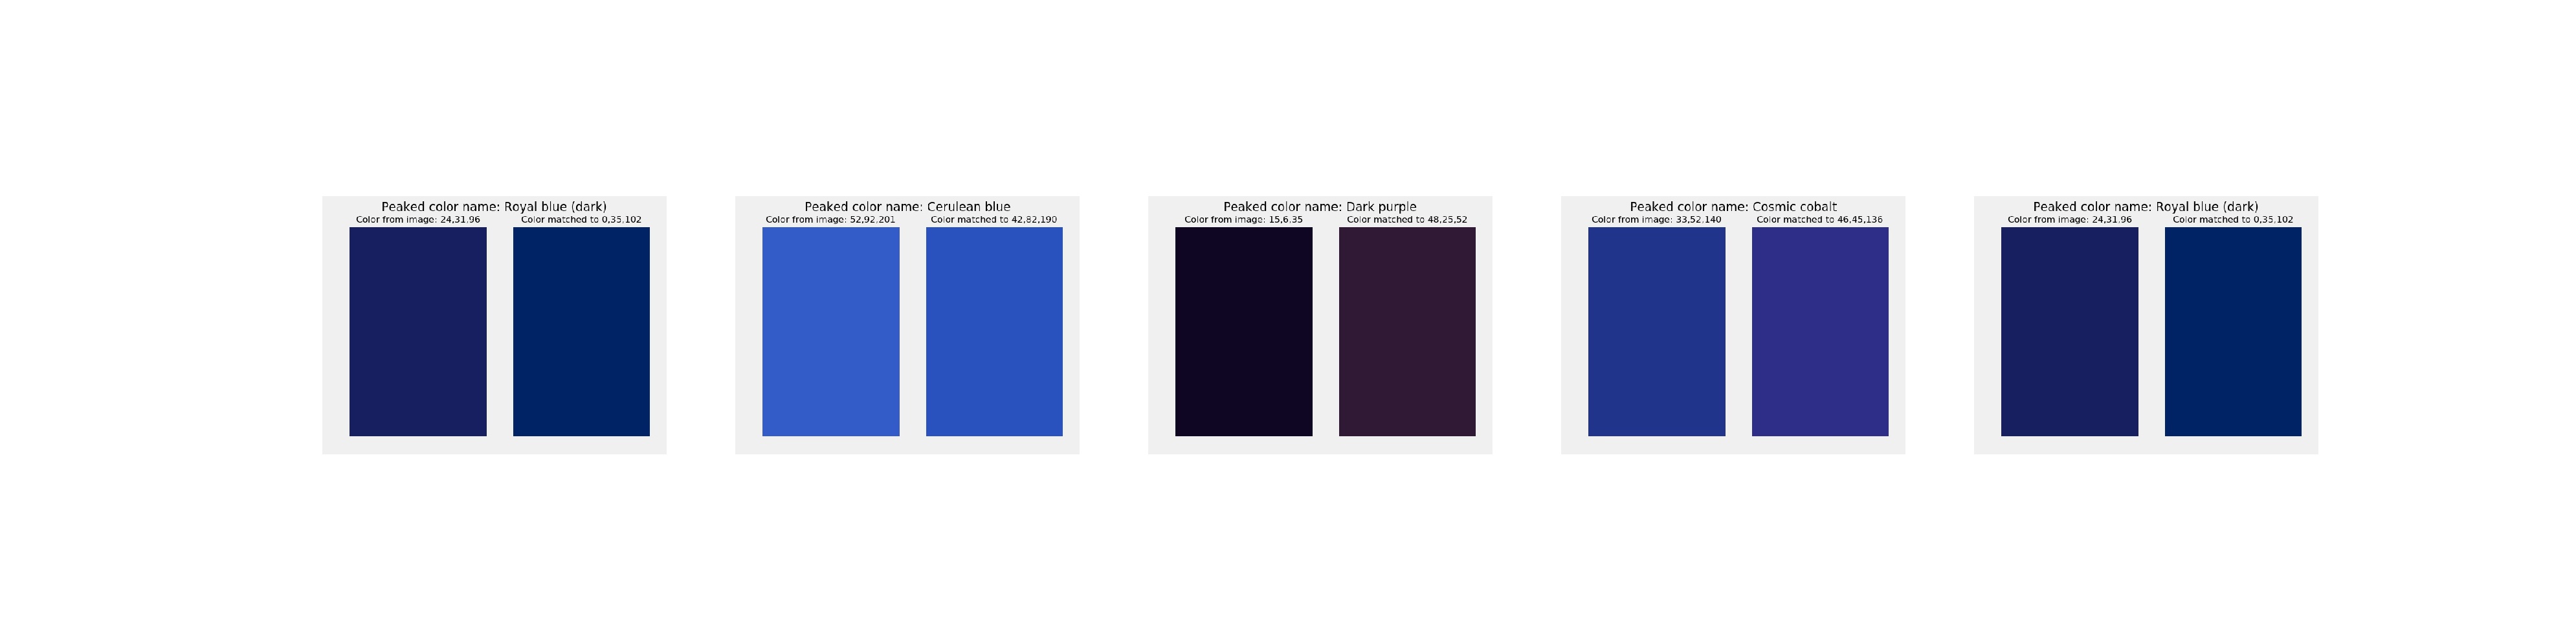 Peaked color name: Royal blue (dark)
Color from image: 24,31.96 Color matched to 0,35,102
Peaked color name: Cerulean blue
Color from image: 52,92,201 Color matched to 42,82,190
Peaked color name: Dark purple
Color from image: 15,6.35 Color matched to 48,25,52
Peaked color name: Cosmic cobalt
Color from image: 33,52.140 Color matched to 46,45,136
Peaked color name: Royal blue (dark)
Color from image: 24,31.96 Color matched to 0,35,102